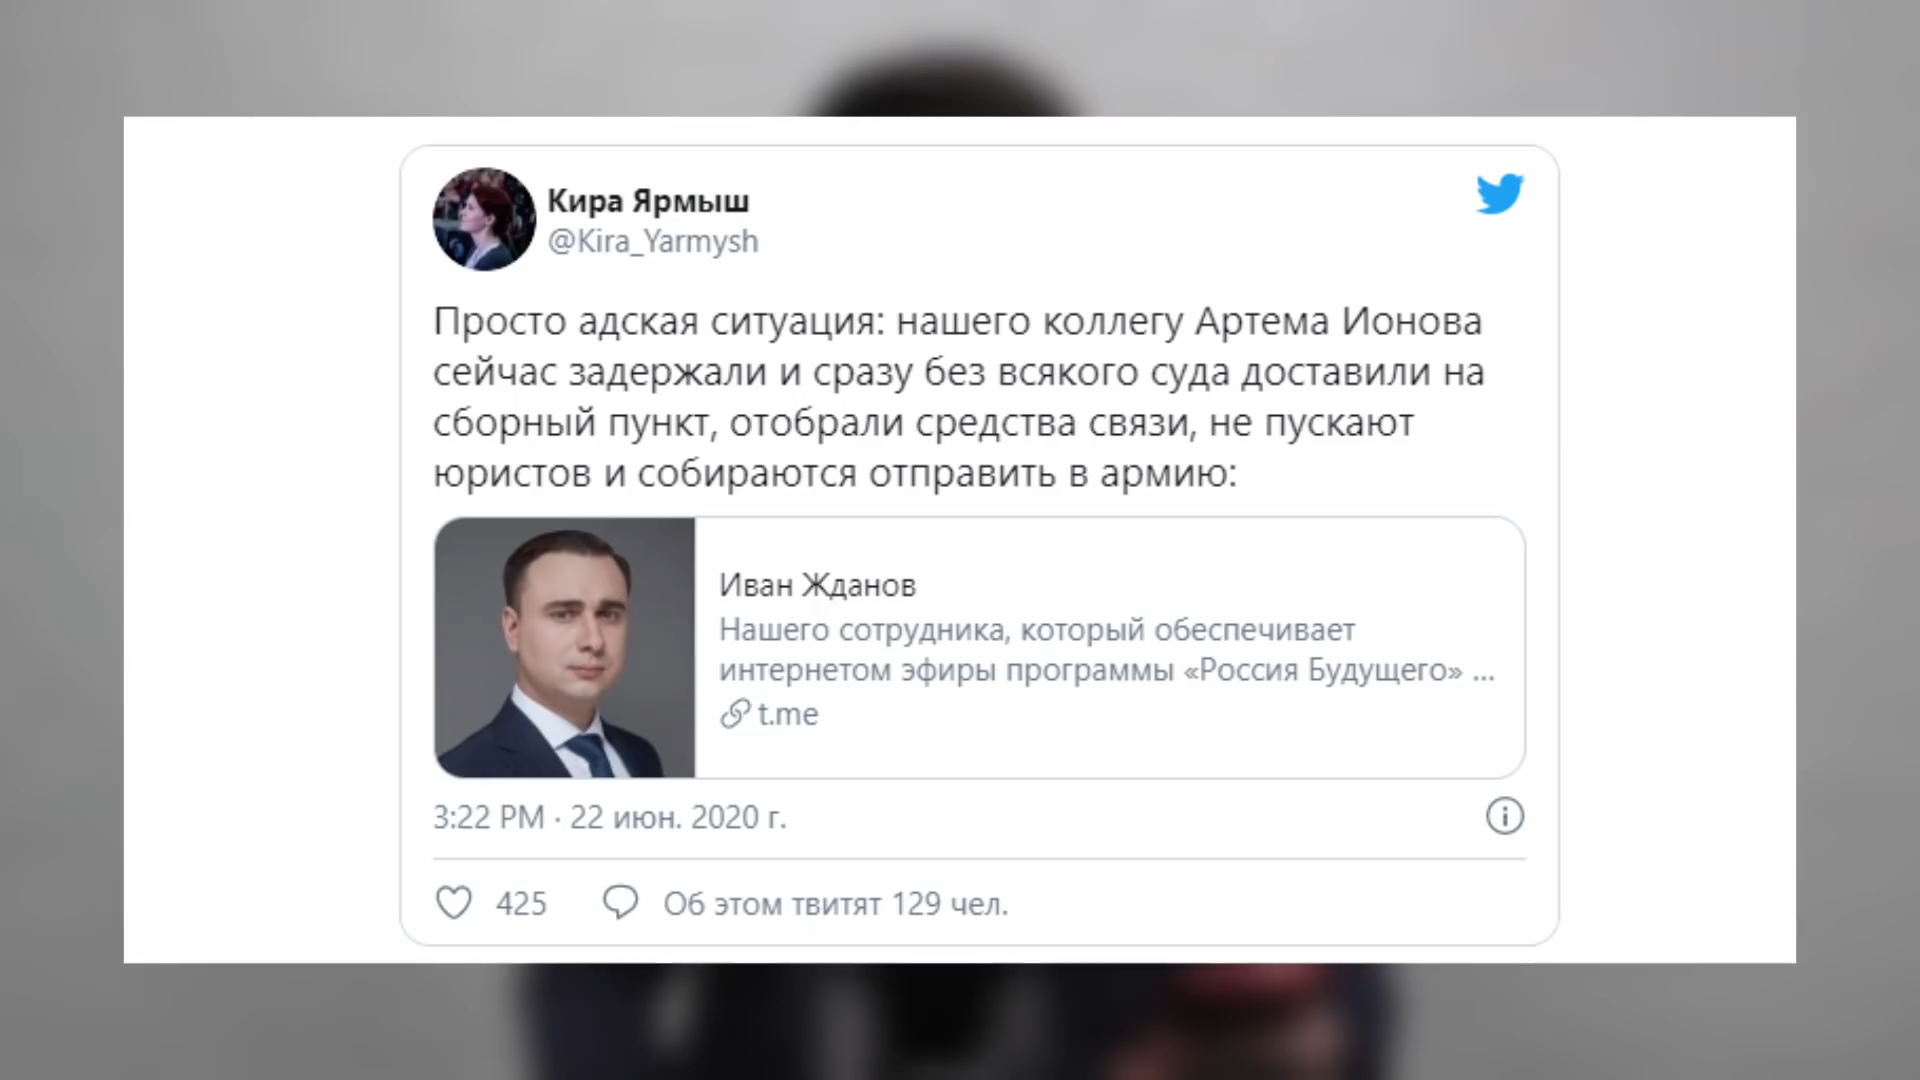 Кира Ярмыш
@Kira_Yarmysh
Просто адская ситуация: нашего коллегу Артема Ионова
сейчас задержали и сразу без всякого суда доставили на
сборный пункт, отобрали средства связи, не пускают
юристов и собираются отправить в армию:
Иван Жданов
Нашего сотрудника, который обеспечивает
интернетом эфиры программы «Россия Будущего» ...
t.me
3:22 PM · 22 июн. 2020 г.
425
Об этом твитят 129 чел.